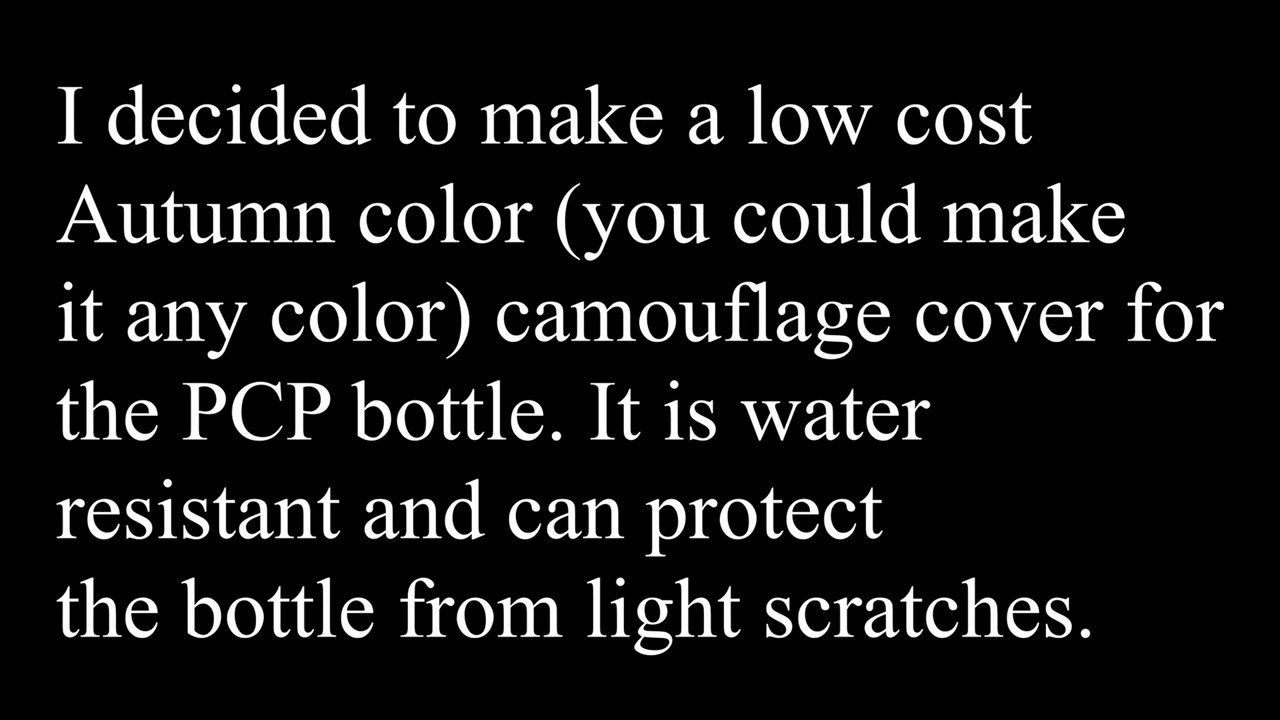 I decided to make a low cost
Autumn color (you could make
it any color) camouflage cover for
the PCP bottle. It is water
resistant and can protect
the bottle from light scratches.